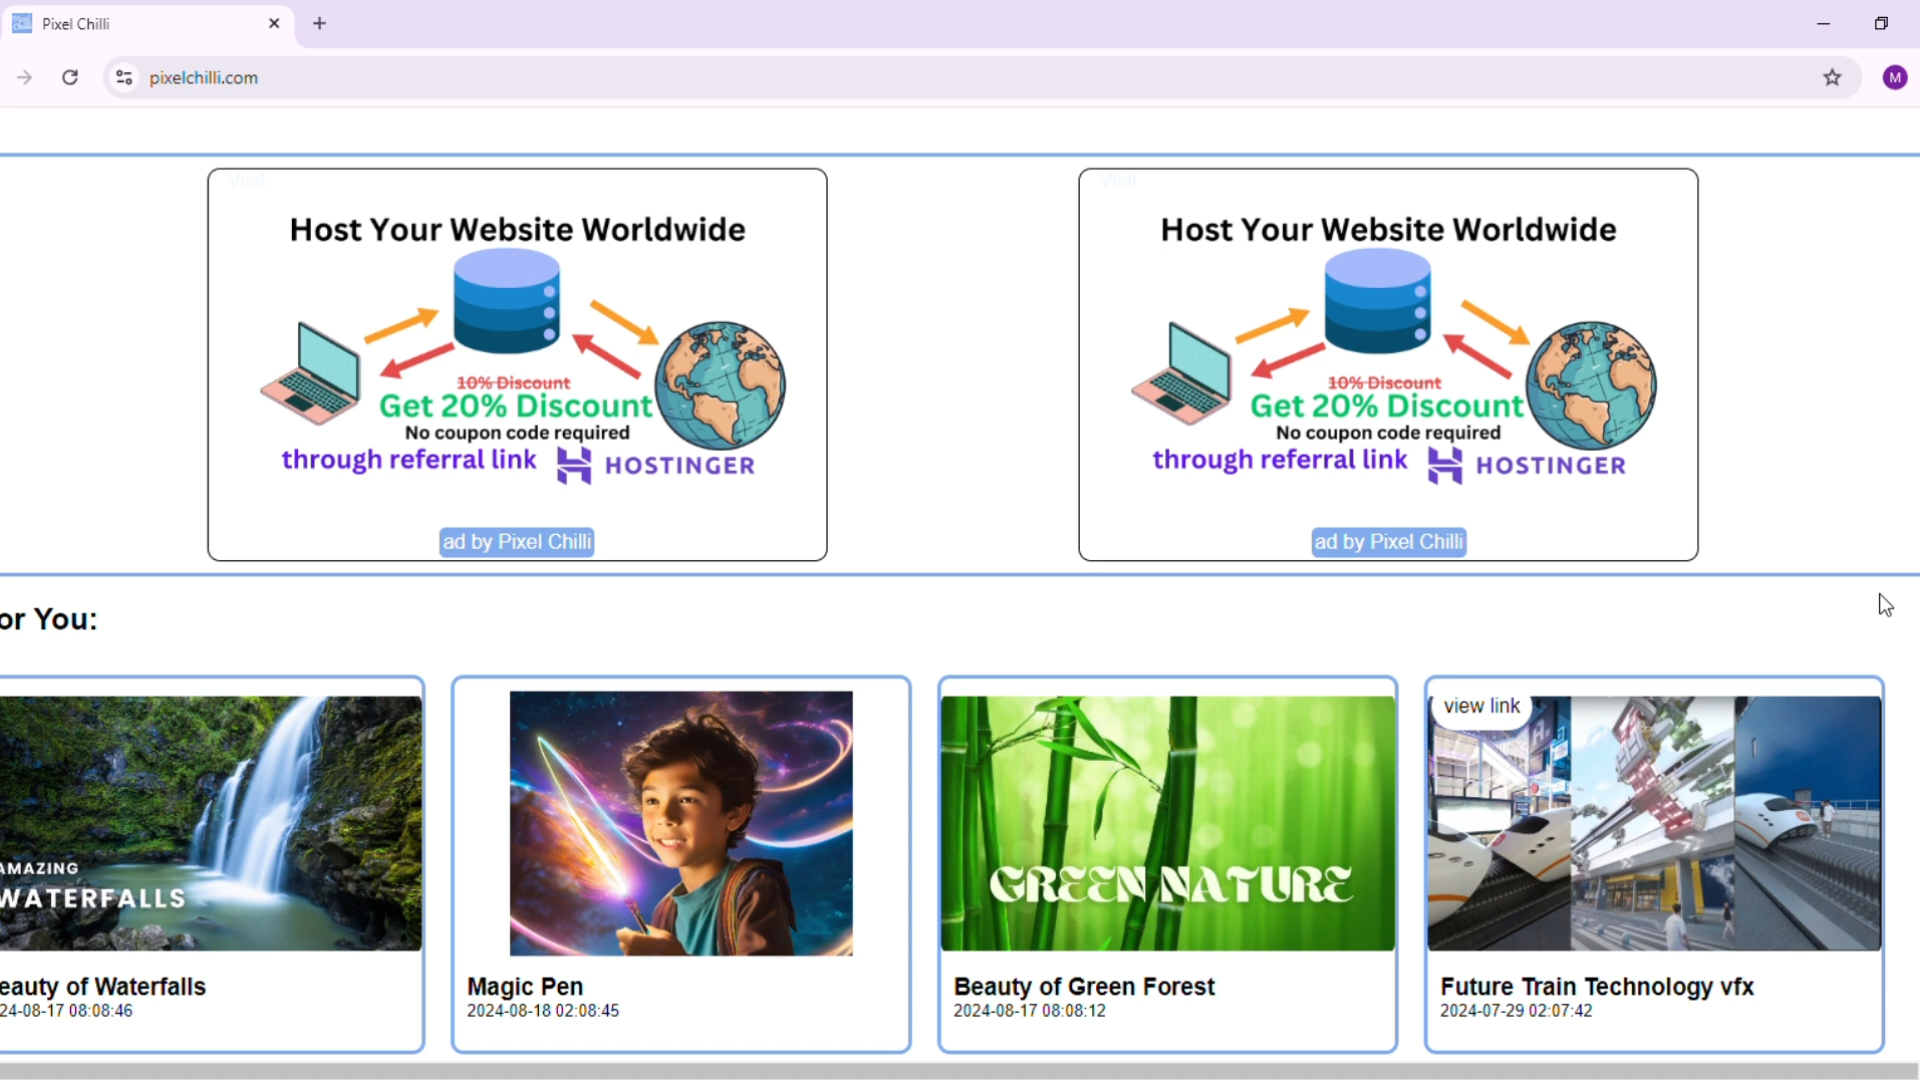 Pixel Chilli
pixelchilli.com
M
Visit
Host Your Website Worldwide
10% Discount
Get 20% Discount
No coupon code required
through referral link HOSTINGER
ad by Pixel Chilli
Visit
Host Your Website Worldwide
10% Discount
Get 20% Discount
No coupon code required
through referral link HOSTINGER
ad by Pixel Chilli
or You:
AMAZING
WATERFALLS
eauty of Waterfalls
24-08-17 08:08:46
Magic Pen
2024-08-18 02:08:45
GREEN NATURE
Beauty of Green Forest
2024-08-17 08:08:12
view link
Future Train Technology vfx
2024-07-29 02:07:42